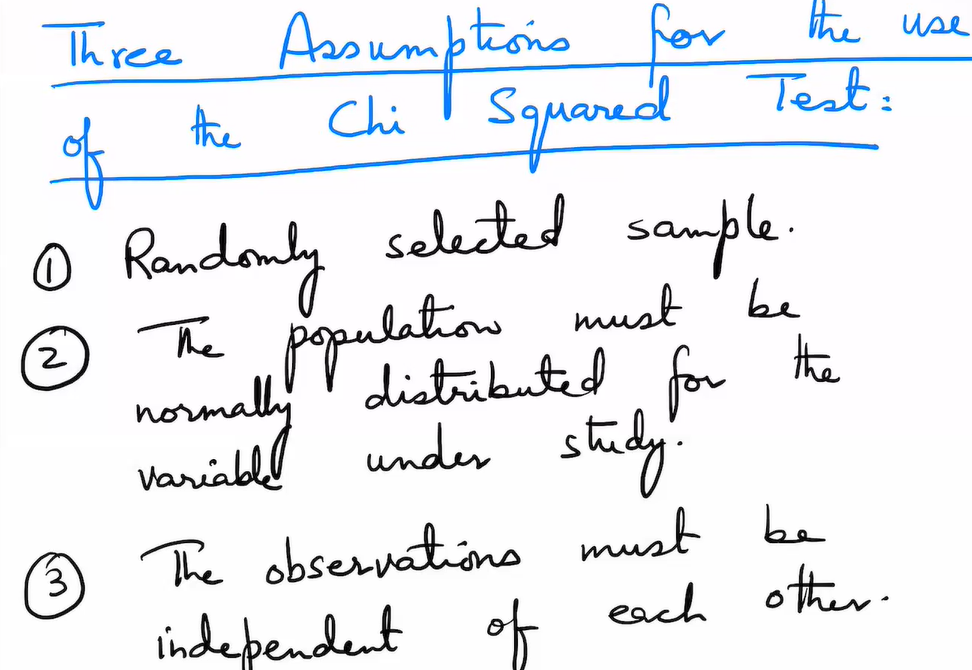 Three Assumptions for the use
of the Chi Squared Test:
① Randomly selected sample.
② The population must be
normally distributed for the
variable under study.
③ The observations must be
independent of each other.